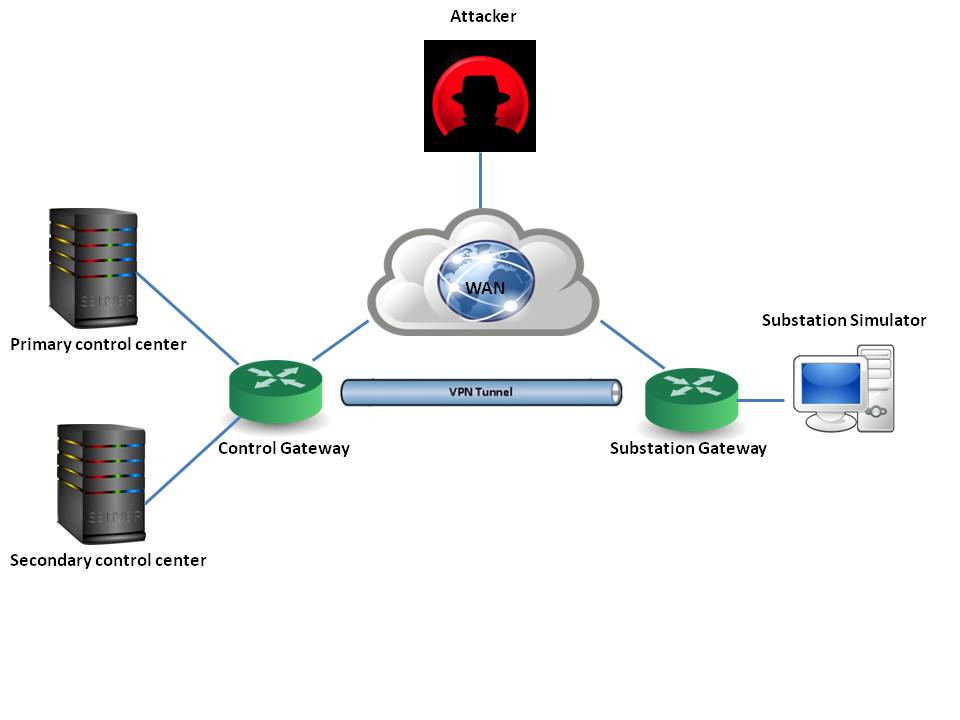 Attacker
WAN
Substation Simulator
Primary control center
SERVER
VPN Tunnel
Control Gateway
Substation Gateway
SERVER
Secondary control center